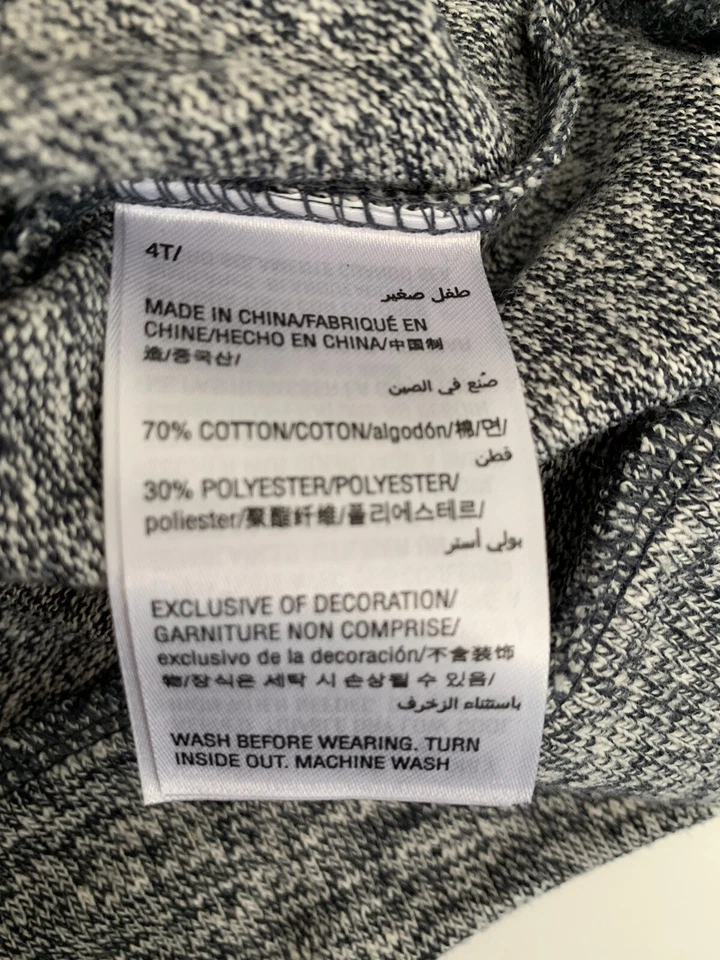 4T/
طفل صغير
MADE IN CHINA/FABRIQUÉ EN
CHINE/HECHO EN CHINA/中国制
造/중국산/
صُنع في الصين
70% COTTON/COTON/algodón/棉/면/
قطن
30% POLYESTER/POLYESTER/
poliester/聚酯纤维/폴리에스테르/
بولي أستر
EXCLUSIVE OF DECORATION/
GARNITURE NON COMPRISE/
exclusivo de la decoración/不含装饰
物/장식은 세탁 시 손상될 수 있음/
باستثناء الزخرف
WASH BEFORE WEARING. TURN
INSIDE OUT. MACHINE WASH